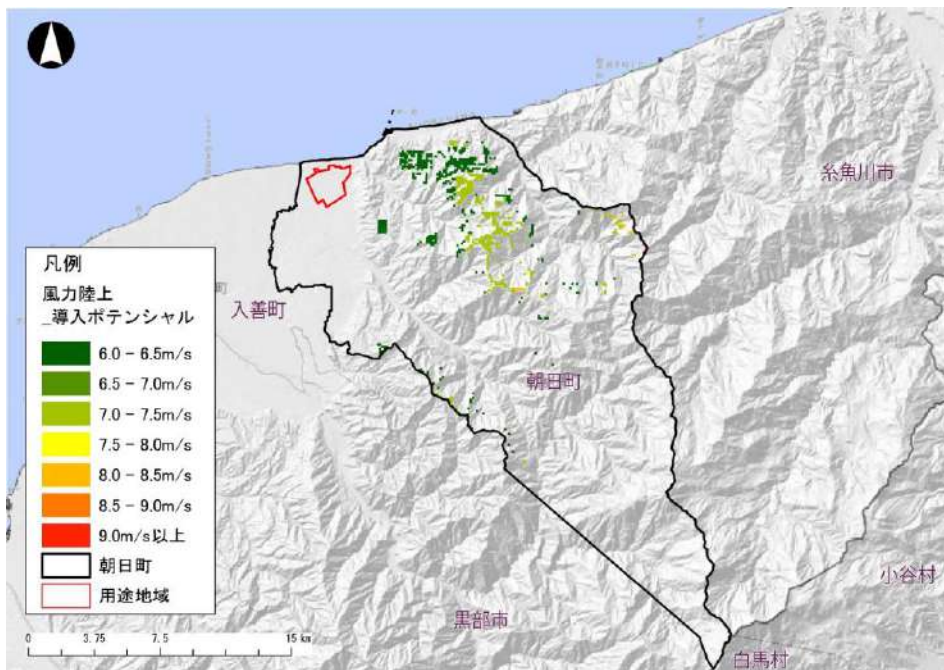 糸魚川市
凡例
風力陸上
_導入ポテンシャル
6.0 - 6.5m/s
6.5 - 7.0m/s
7.0 - 7.5m/s
7.5 - 8.0m/s
8.0 - 8.5m/s
8.5 - 9.0m/s
9.0m/s以上
朝日町
用途地域
入善町
町
朝日町
小谷村
黒部市
白馬村
0 3.75 7.5 15 km